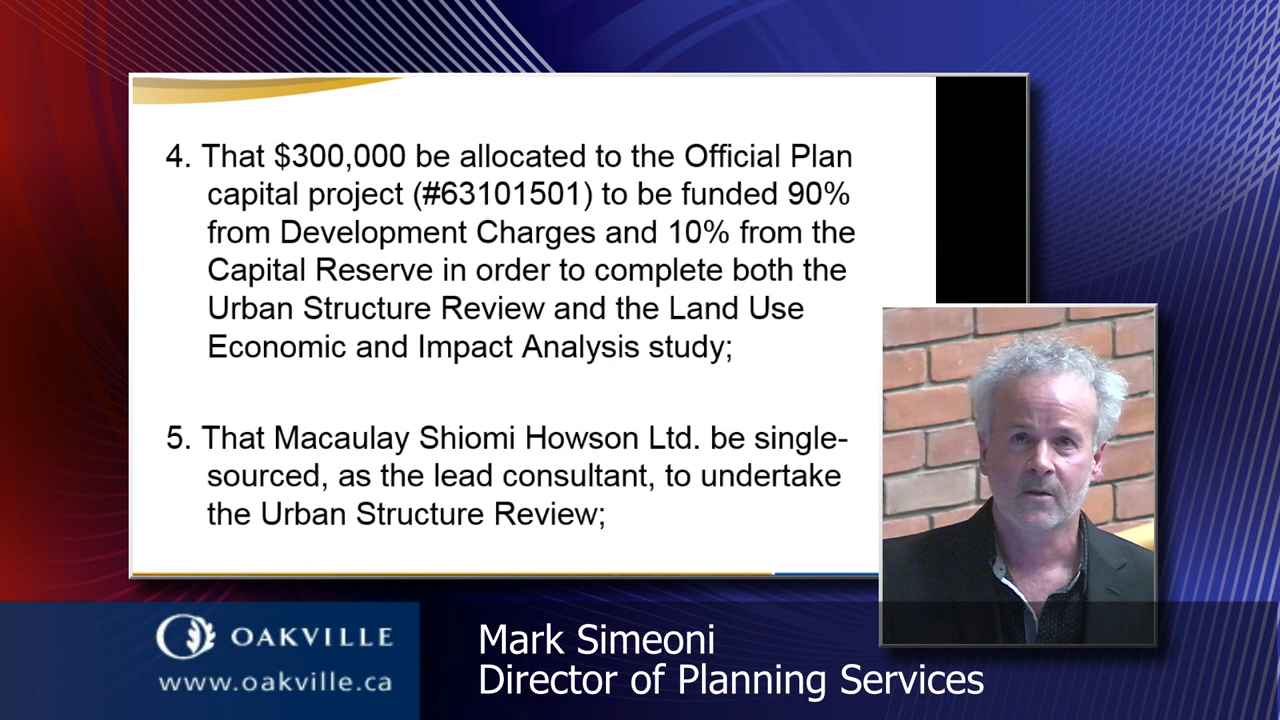 4. That $300,000 be allocated to the Official Plan
capital project (#63101501) to be funded 90%
from Development Charges and 10% from the
Capital Reserve in order to complete both the
Urban Structure Review and the Land Use
Economic and Impact Analysis study;
5. That Macaulay Shiomi Howson Ltd. be single-
sourced, as the lead consultant, to undertake
the Urban Structure Review;
OAKVILLE
www.oakville.ca
Mark Simeoni
Director of Planning Services